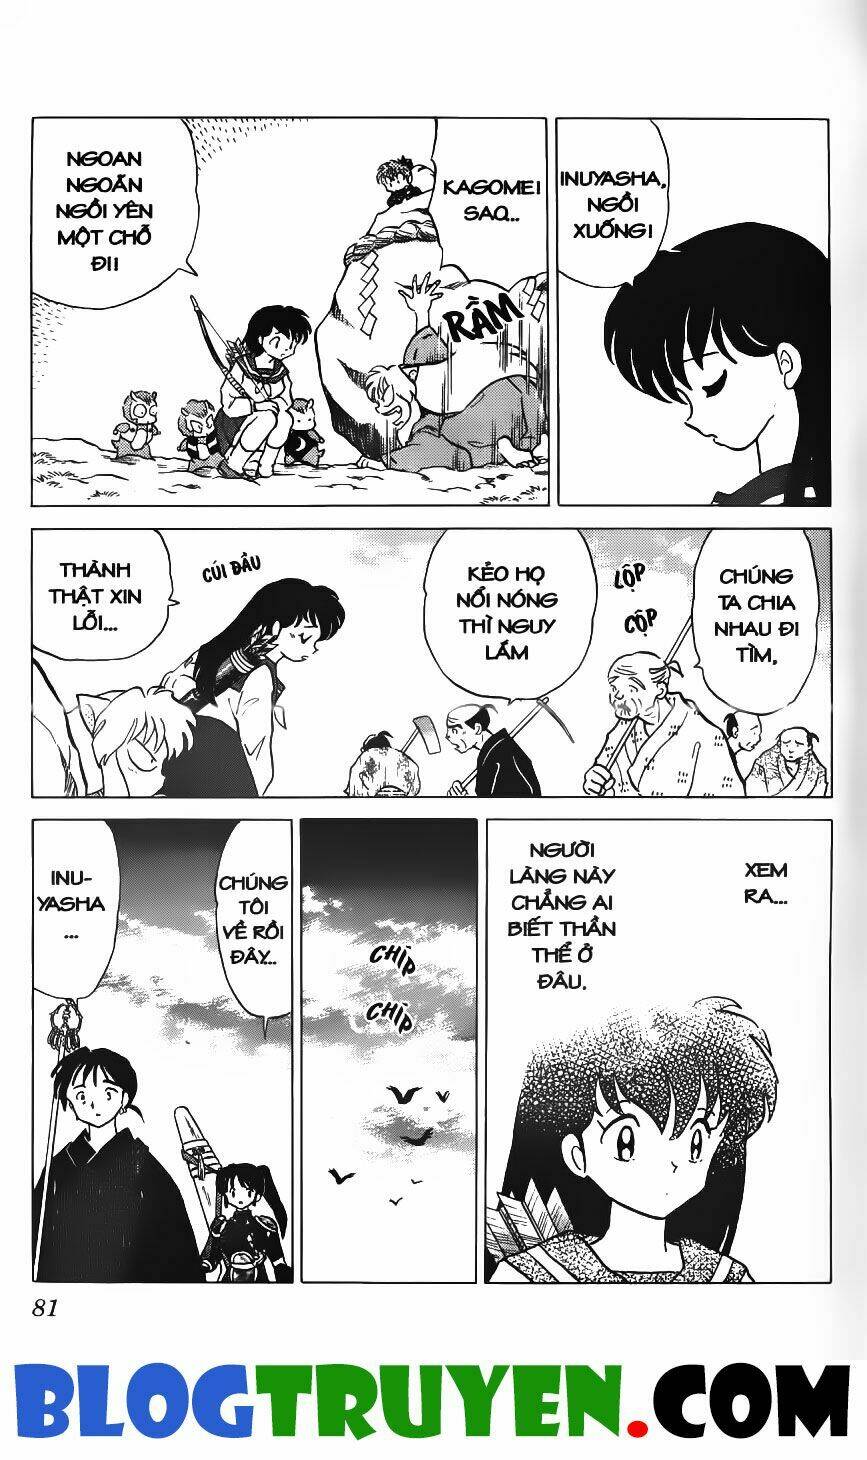 INUYASHA,
NGỒI
XUỐNG!
KAGOME!
SAO...
RẦM
NGOAN
NGOÃN
NGỒI YÊN
MỘT CHỖ
ĐI!
CHÚNG
TA CHIA
NHAU ĐI
TÌM,
LỘP
CỘP
KẺO HỌ
NỔI NÓNG
THÌ NGUY
LẮM
CÚI ĐẦU
THÀNH
THẬT XIN
LỖI...
XEM
RA...
NGƯỜI
LÀNG NÀY
CHẲNG AI
BIẾT THẦN
THỂ Ở
ĐÂU.
CHÍP
CHÍP
CHÚNG
TÔI
VỀ RỒI
ĐÂY...
INU-
YASHA
...
81
BLOGTRUYEN.COM